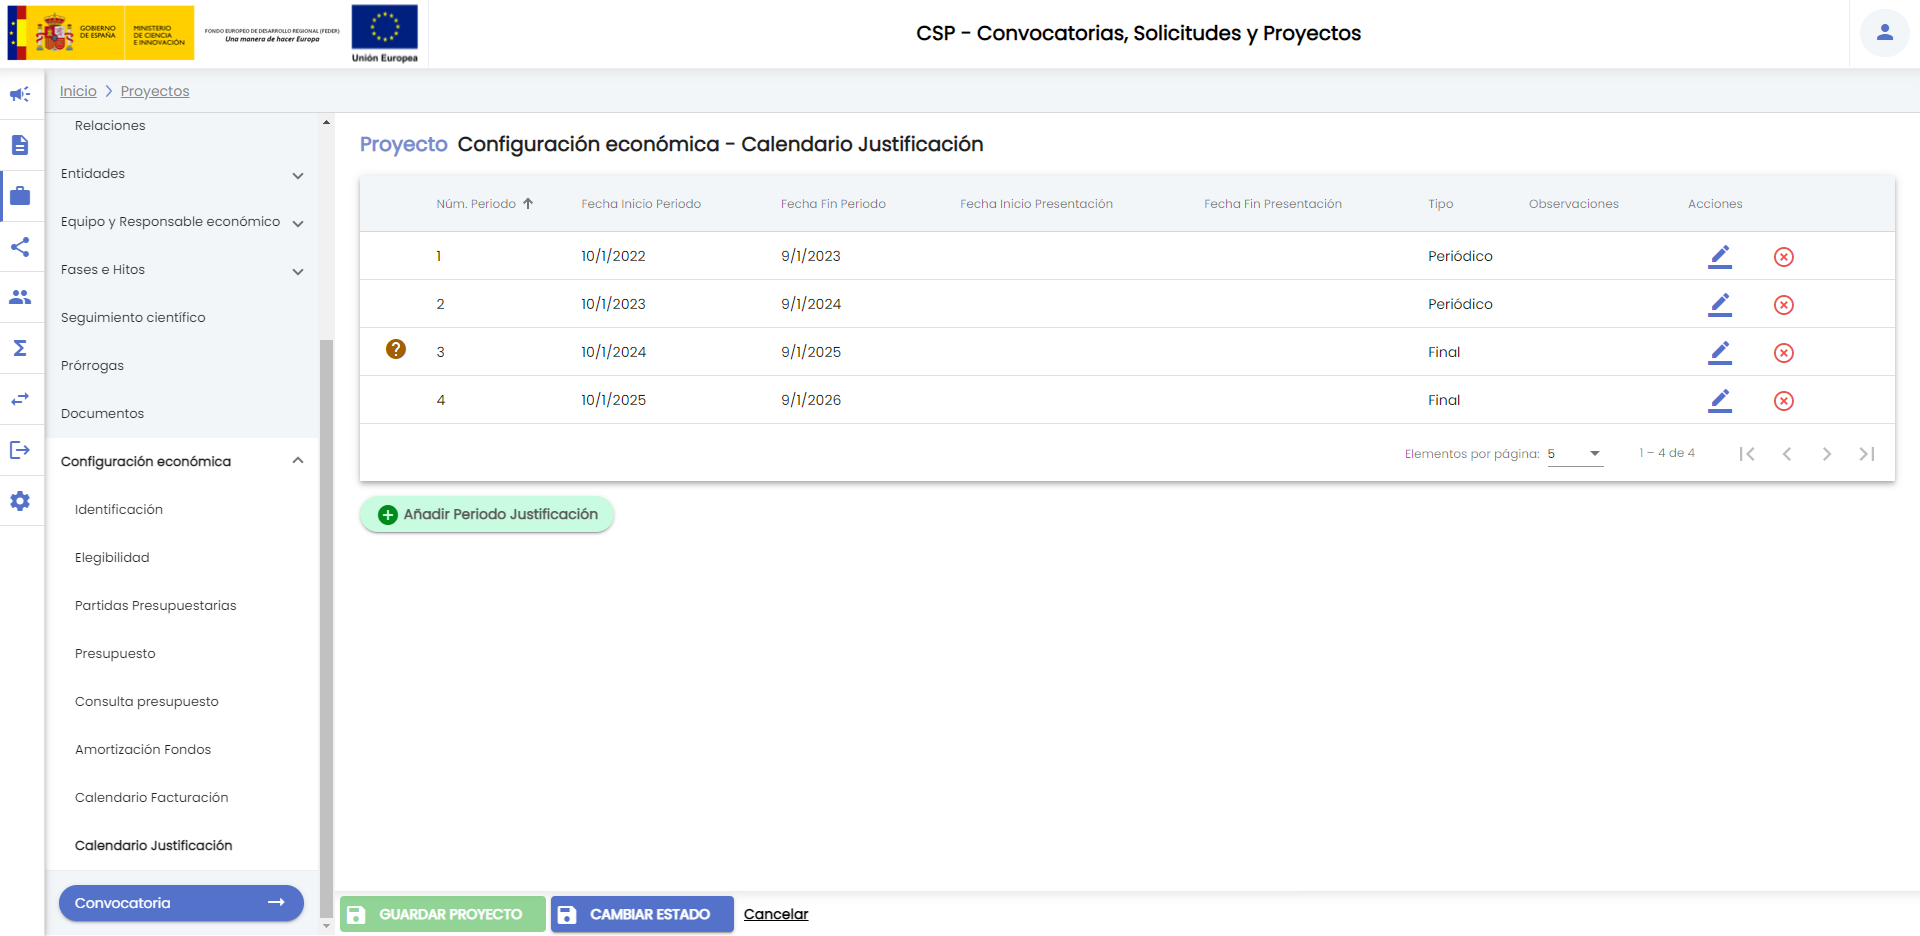 GOBIERNO
DE ESPAÑA
MINISTERIO
DE CIENCIA
E INNOVACIÓN
FONDO EUROPEO DE DESARROLLO REGIONAL (FEDER)
Una manera de hacer Europa
Unión Europea
CSP - Convocatorias, Solicitudes y Proyectos
Inicio > Proyectos
Relaciones
Entidades
Equipo y Responsable económico
Fases e Hitos
Seguimiento científico
Prórrogas
Documentos
Configuración económica
Identificación
Elegibilidad
Partidas Presupuestarias
Presupuesto
Consulta presupuesto
Amortización Fondos
Calendario Facturación
Calendario Justificación
Convocatoria
Proyecto Configuración económica - Calendario Justificación
Núm. Periodo Fecha Inicio Periodo Fecha Fin Periodo Fecha Inicio Presentación Fecha Fin Presentación Tipo Observaciones Acciones
1 10/1/2022 9/1/2023 Periódico
2 10/1/2023 9/1/2024 Periódico
? 3 10/1/2024 9/1/2025 Final
4 10/1/2025 9/1/2026 Final
Elementos por página: 5 1 – 4 de 4
Añadir Periodo Justificación
GUARDAR PROYECTO CAMBIAR ESTADO Cancelar